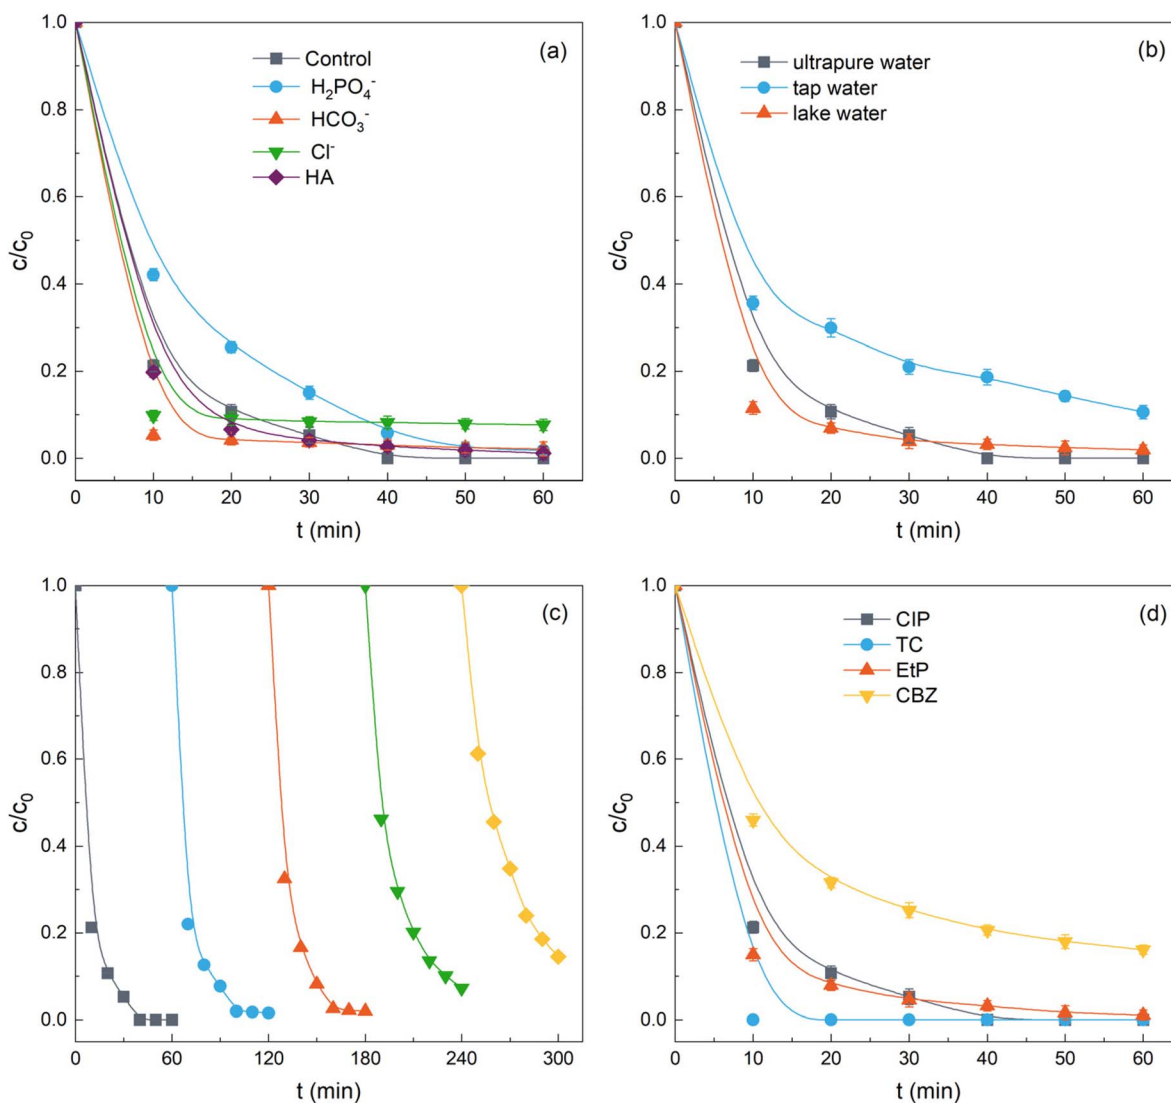 (a)
Control
H₂PO₄⁻
HCO₃⁻
Cl⁻
HA
c/c₀
1.0
0.8
0.6
0.4
0.2
0.0
0 10 20 30 40 50 60
t (min)
(b)
ultrapure water
tap water
lake water
c/c₀
1.0
0.8
0.6
0.4
0.2
0.0
0 10 20 30 40 50 60
t (min)
(c)
c/c₀
1.0
0.8
0.6
0.4
0.2
0.0
0 60 120 180 240 300
t (min)
(d)
CIP
TC
EtP
CBZ
c/c₀
1.0
0.8
0.6
0.4
0.2
0.0
0 10 20 30 40 50 60
t (min)